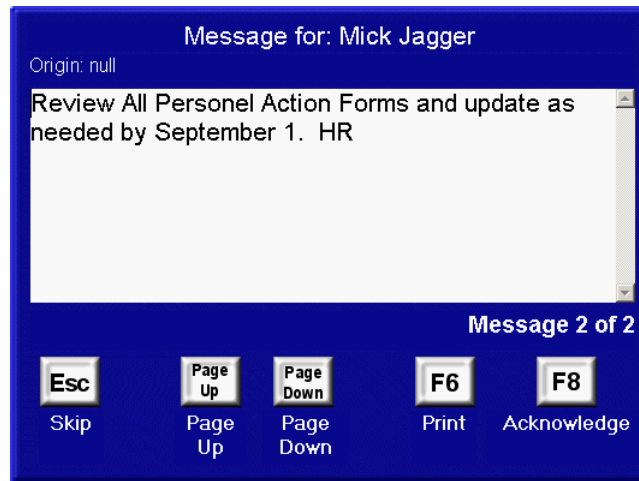 Message for: Mick Jagger
Origin: null
Review All Personel Action Forms and update as
needed by September 1.  HR
Message 2 of 2
Esc
Page
Up
Page
Down
F6
F8
Skip
Page
Up
Page
Down
Print
Acknowledge